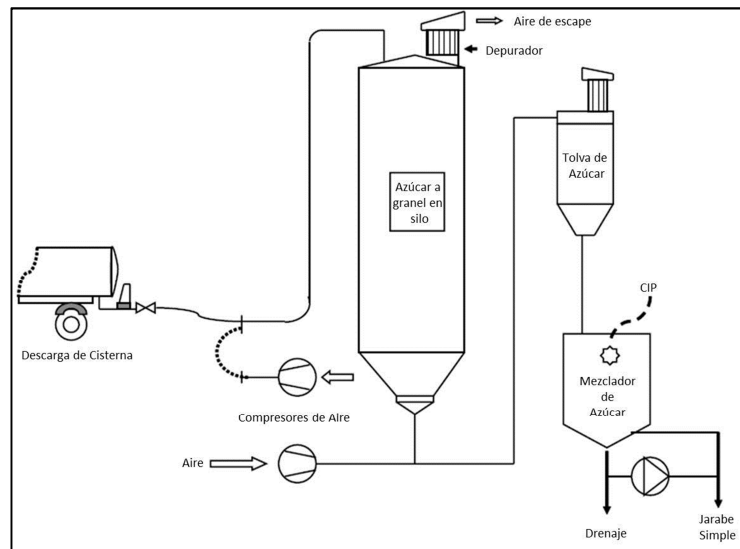 Aire de escape
Depurador
Tolva de
Azúcar
Azúcar a
granel en
silo
CIP
Descarga de Cisterna
Mezclador
de
Azúcar
Compresores de AIre
Aire
Drenaje
Jarabe
Simple